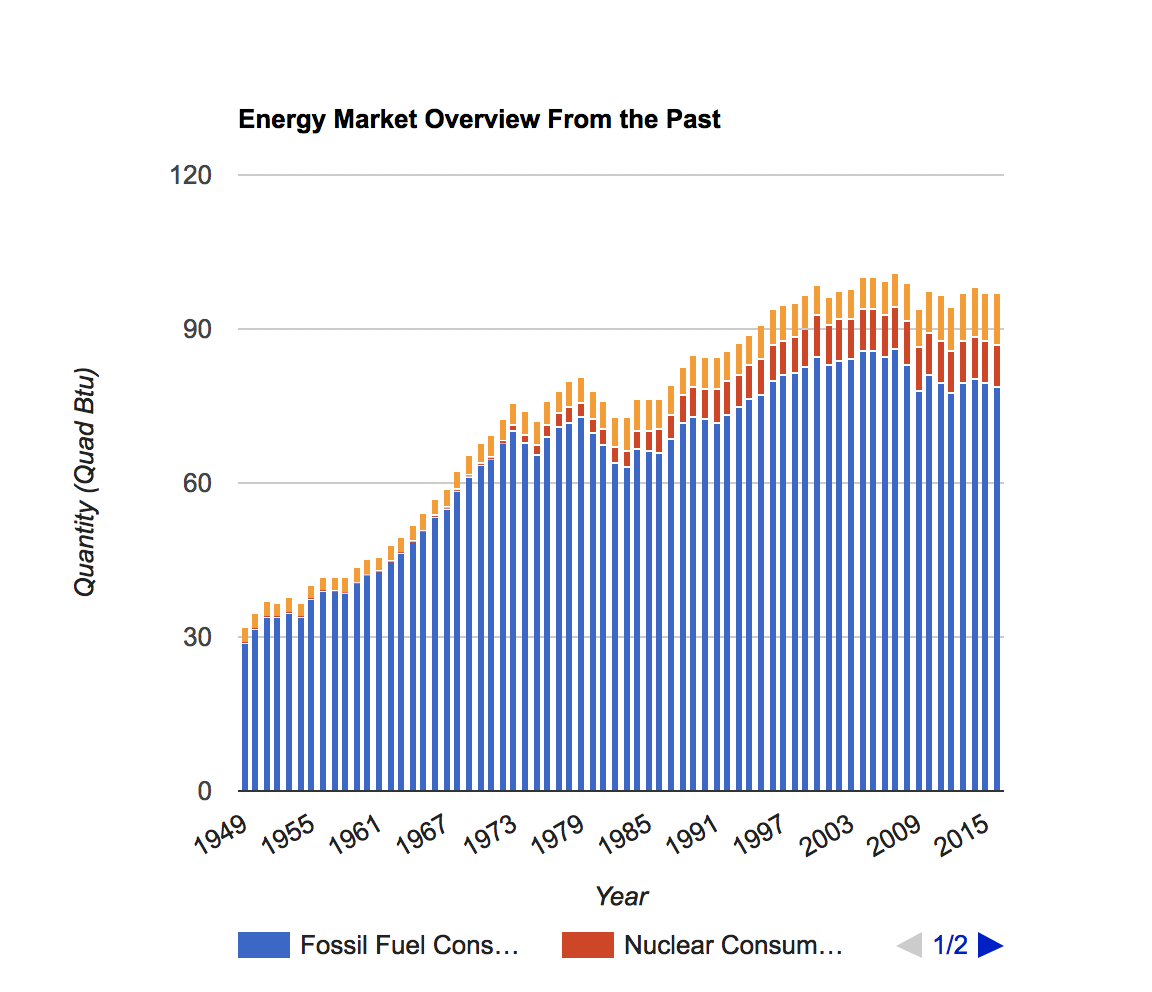 Energy Market Overview From the Past
120
90
60
30
0
Quantity (Quad Btu)
1949 1955 1961 1967 1973 1979 1985 1991 1997 2003 2009 2015
Year
Fossil Fuel Cons... Nuclear Consum... 1/2